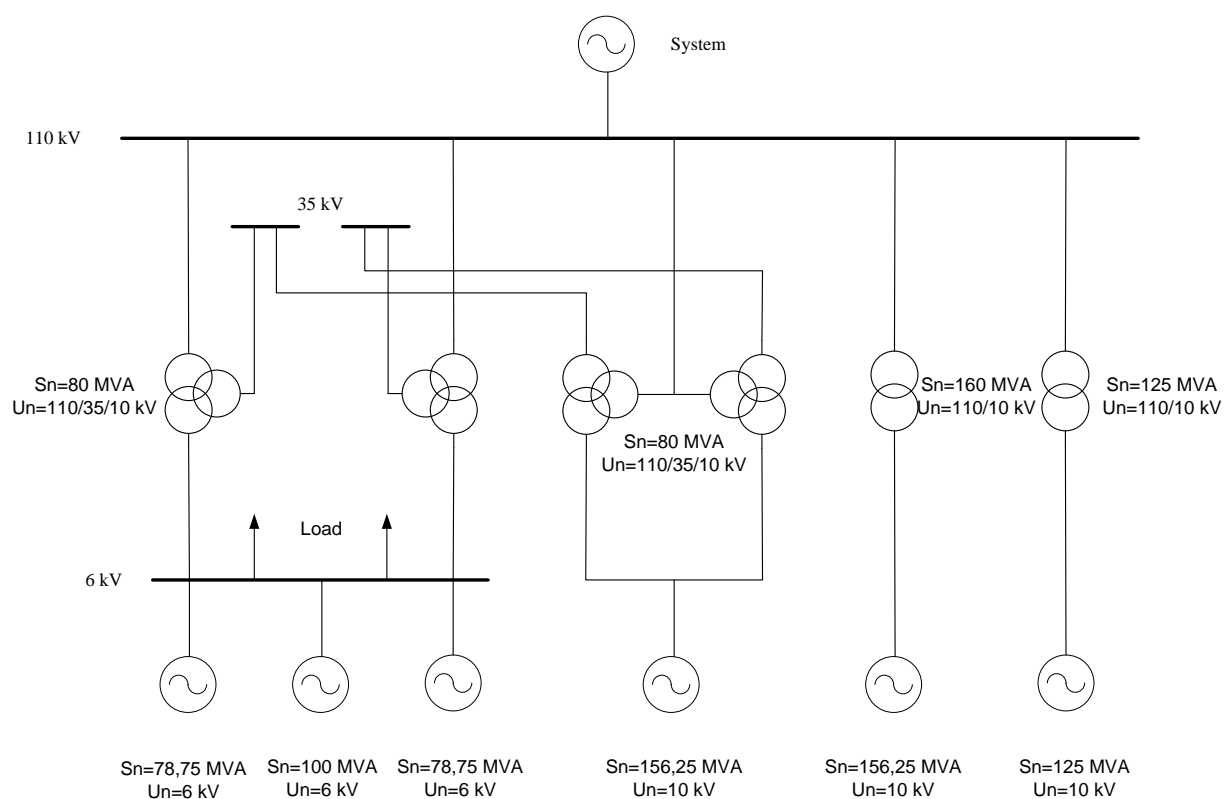 System
110 kV
35 kV
Sn=80 MVA
Un=110/35/10 kV
Sn=80 MVA
Un=110/35/10 kV
Sn=160 MVA
Un=110/10 kV
Sn=125 MVA
Un=110/10 kV
Load
6 kV
Sn=78,75 MVA
Un=6 kV
Sn=100 MVA
Un=6 kV
Sn=78,75 MVA
Un=6 kV
Sn=156,25 MVA
Un=10 kV
Sn=156,25 MVA
Un=10 kV
Sn=125 MVA
Un=10 kV